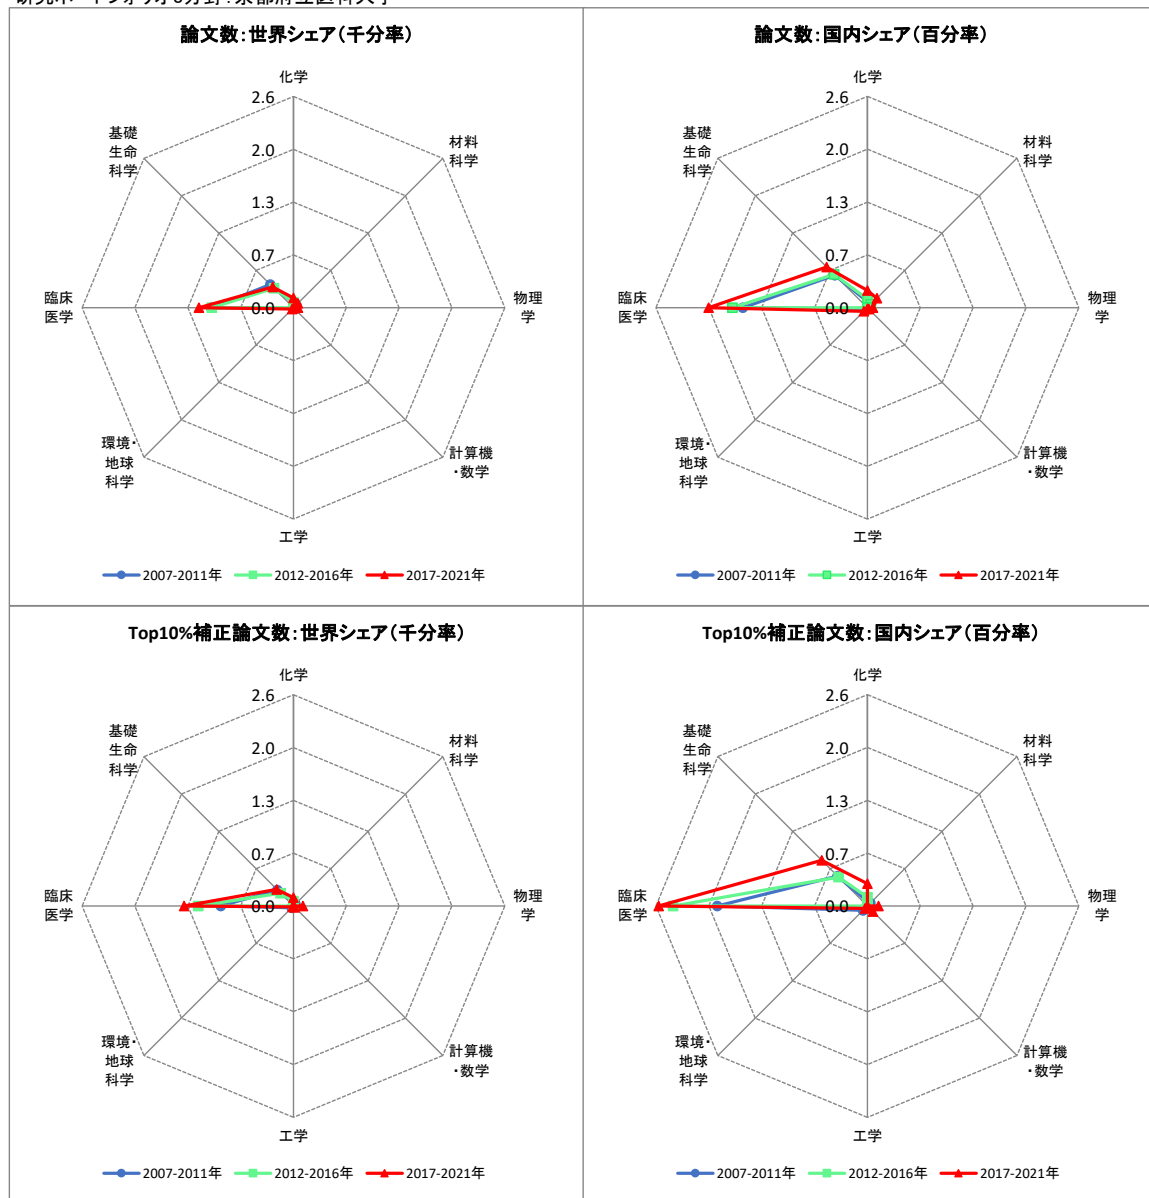 論文数:世界シェア(千分率)
化学
2.6
2.0
1.3
0.7
0.0
材料
科学
物理
学
計算機
・数学
工学
環境・
地球
科学
臨床
医学
基礎
生命
科学
2007-2011年 2012-2016年 2017-2021年
論文数:国内シェア(百分率)
化学
2.6
2.0
1.3
0.7
0.0
材料
科学
物理
学
計算機
・数学
工学
環境・
地球
科学
臨床
医学
基礎
生命
科学
2007-2011年 2012-2016年 2017-2021年
Top10%補正論文数:世界シェア(千分率)
化学
2.6
2.0
1.3
0.7
0.0
材料
科学
物理
学
計算機
・数学
工学
環境・
地球
科学
臨床
医学
基礎
生命
科学
2007-2011年 2012-2016年 2017-2021年
Top10%補正論文数:国内シェア(百分率)
化学
2.6
2.0
1.3
0.7
0.0
材料
科学
物理
学
計算機
・数学
工学
環境・
地球
科学
臨床
医学
基礎
生命
科学
2007-2011年 2012-2016年 2017-2021年